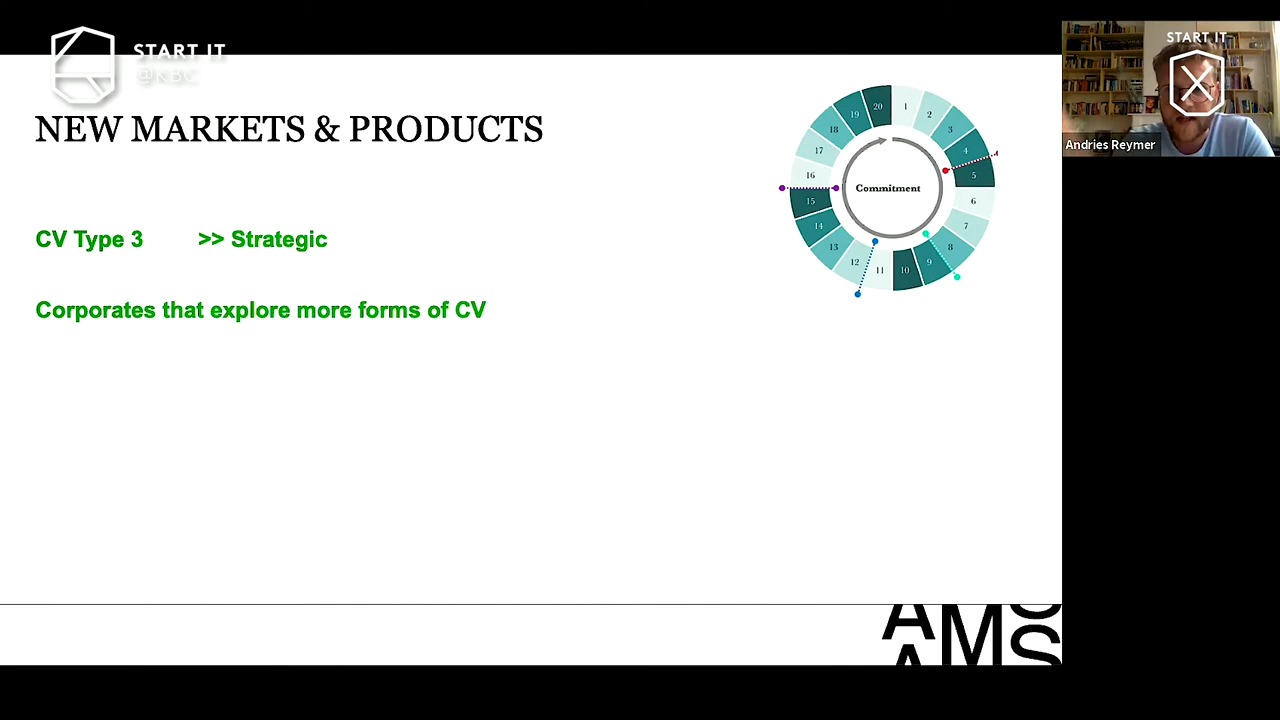 START IT
@KBC
START IT
X
Andries Reymer
NEW MARKETS & PRODUCTS
CV Type 3 >> Strategic
Corporates that explore more forms of CV
Commitment
1
2
3
4
5
6
7
8
9
10
11
12
13
14
15
16
17
18
19
20
AMS